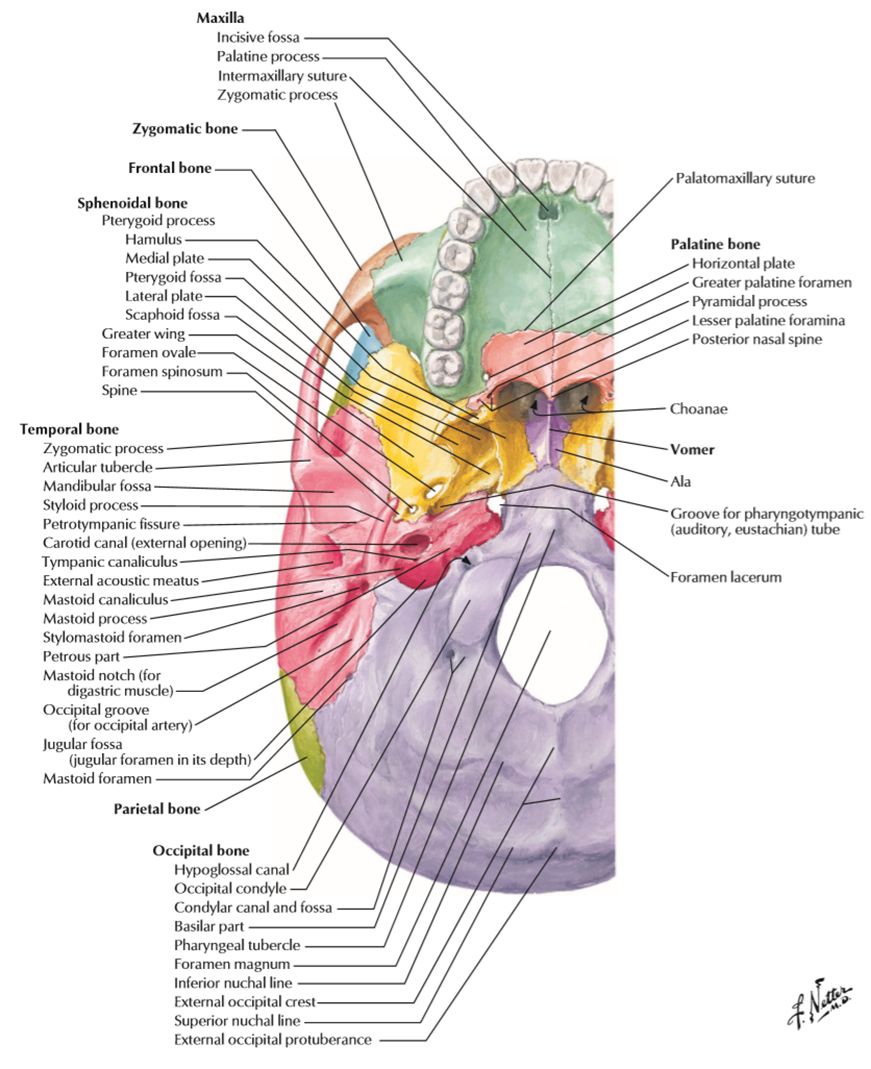 Maxilla
Incisive fossa
Palatine process
Intermaxillary suture
Zygomatic process
Zygomatic bone
Frontal bone
Sphenoidal bone
Pterygoid process
Hamulus
Medial plate
Pterygoid fossa
Lateral plate
Scaphoid fossa
Greater wing
Foramen ovale
Foramen spinosum
Spine
Temporal bone
Zygomatic process
Articular tubercle
Mandibular fossa
Styloid process
Petrotympanic fissure
Carotid canal (external opening)
Tympanic canaliculus
External acoustic meatus
Mastoid canaliculus
Mastoid process
Stylomastoid foramen
Petrous part
Mastoid notch (for
digastric muscle)
Occipital groove
(for occipital artery)
Jugular fossa
(jugular foramen in its depth)
Mastoid foramen
Parietal bone
Occipital bone
Hypoglossal canal
Occipital condyle
Condylar canal and fossa
Basilar part
Pharyngeal tubercle
Foramen magnum
Inferior nuchal line
External occipital crest
Superior nuchal line
External occipital protuberance
Palatomaxillary suture
Palatine bone
Horizontal plate
Greater palatine foramen
Pyramidal process
Lesser palatine foramina
Posterior nasal spine
Choanae
Vomer
Ala
Groove for pharyngotympanic
(auditory, eustachian) tube
Foramen lacerum
F. Netter
M.D.